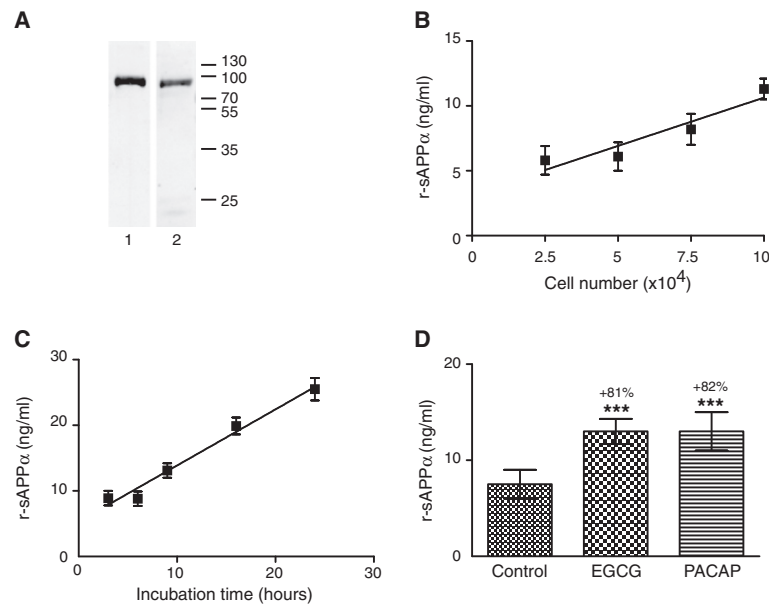 A
130
100
70
55
35
25
1 2
B
15
10
5
0
0 2.5 5 7.5 10
r-sAPPα (ng/ml)
Cell number (x10⁴)
C
30
20
10
0
0 10 20 30
r-sAPPα (ng/ml)
Incubation time (hours)
D
20
10
0
r-sAPPα (ng/ml)
+81%
***
+82%
***
Control EGCG PACAP